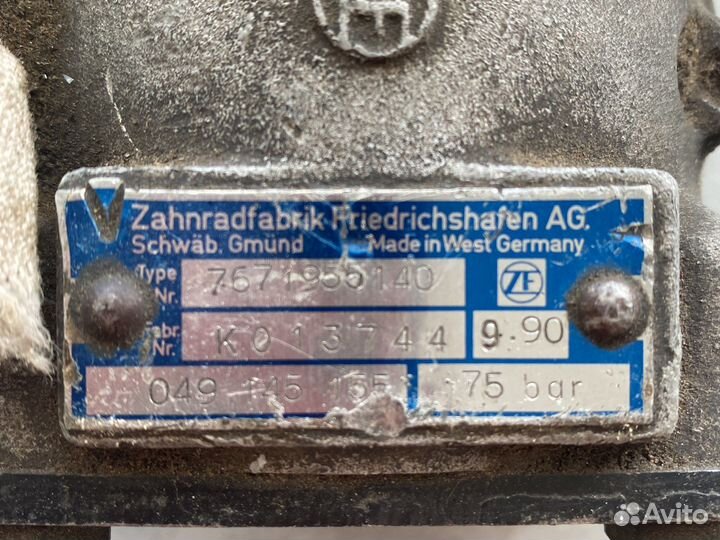 ZF
Zahnradfabrik Friedrichshafen AG.
Schwäb. Gmünd Made in West Germany
Type 7671955140 ZF
Nr.
Fabr. K013744 9.90
Nr.
049 145 155 75 bar
Avito